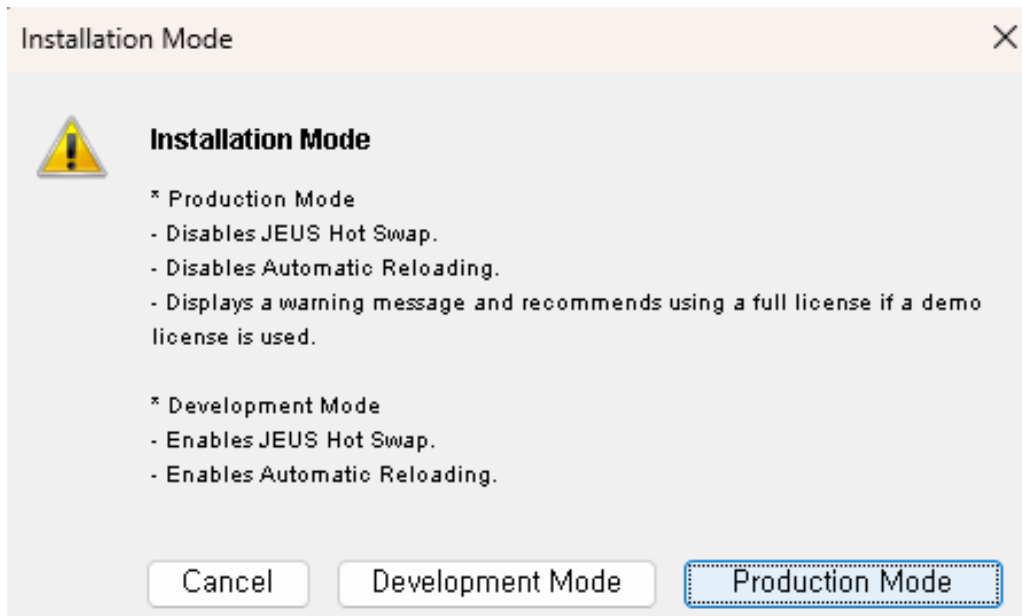 Installation Mode
Installation Mode
* Production Mode
- Disables JEUS Hot Swap.
- Disables Automatic Reloading.
- Displays a warning message and recommends using a full license if a demo
license is used.
* Development Mode
- Enables JEUS Hot Swap.
- Enables Automatic Reloading.
Cancel Development Mode Production Mode